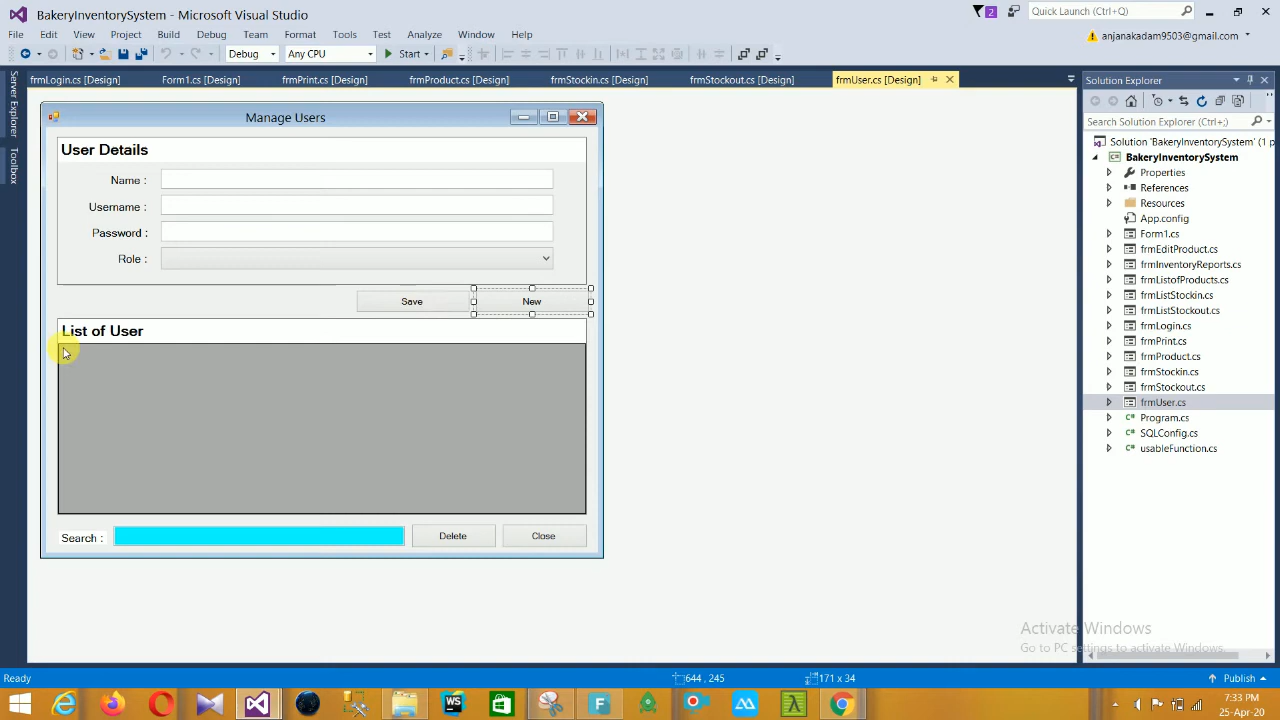 BakeryInventorySystem - Microsoft Visual Studio
2
Quick Launch (Ctrl+Q)
File Edit View Project Build Debug Team Format Tools Test Analyze Window Help
anjanakadam9503@gmail.com
Debug Any CPU Start
Server Explorer
Toolbox
frmLogin.cs [Design] Form1.cs [Design] frmPrint.cs [Design] frmProduct.cs [Design] frmStockin.cs [Design] frmStockout.cs [Design] frmUser.cs [Design]
Manage Users
User Details
Name :
Username :
Password :
Role :
Save New
List of User
Search : Delete Close
Solution Explorer
Search Solution Explorer (Ctrl+;)
Solution 'BakeryInventorySystem' (1 p
BakeryInventorySystem
Properties
References
Resources
App.config
Form1.cs
frmEditProduct.cs
frmInventoryReports.cs
frmListofProducts.cs
frmListStockin.cs
frmListStockout.cs
frmLogin.cs
frmPrint.cs
frmProduct.cs
frmStockin.cs
frmStockout.cs
frmUser.cs
Program.cs
SQLConfig.cs
usableFunction.cs
Activate Windows
Go to PC settings to activate Windows.
Ready 644 , 245 171 x 34 Publish
WS
F
7:33 PM
25-Apr-20